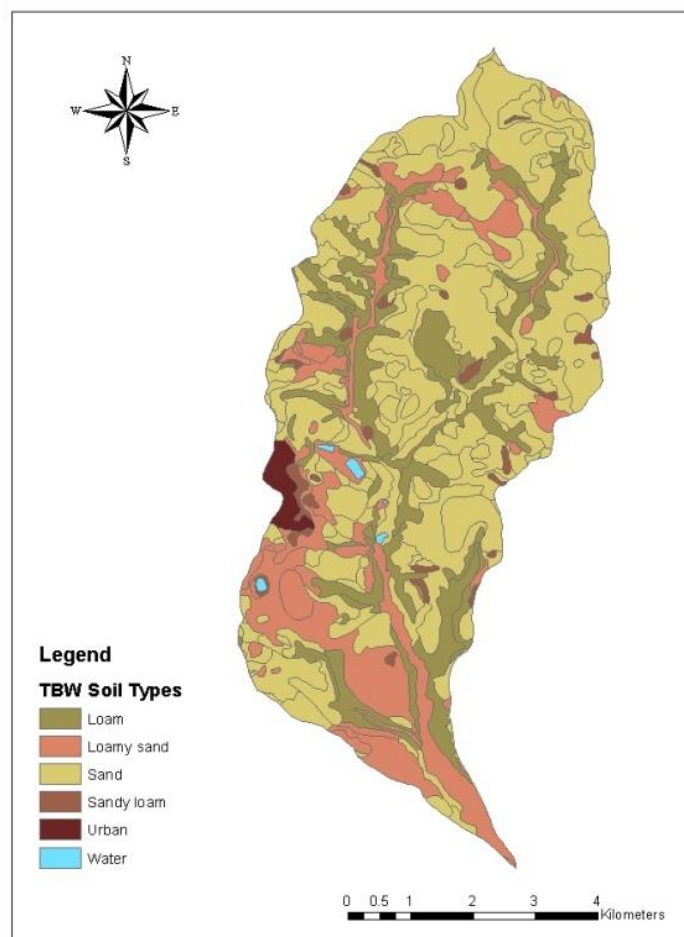 N
W E
S
Legend
TBW Soil Types
Loam
Loamy sand
Sand
Sandy loam
Urban
Water
0 0.5 1 2 3 4
Kilometers